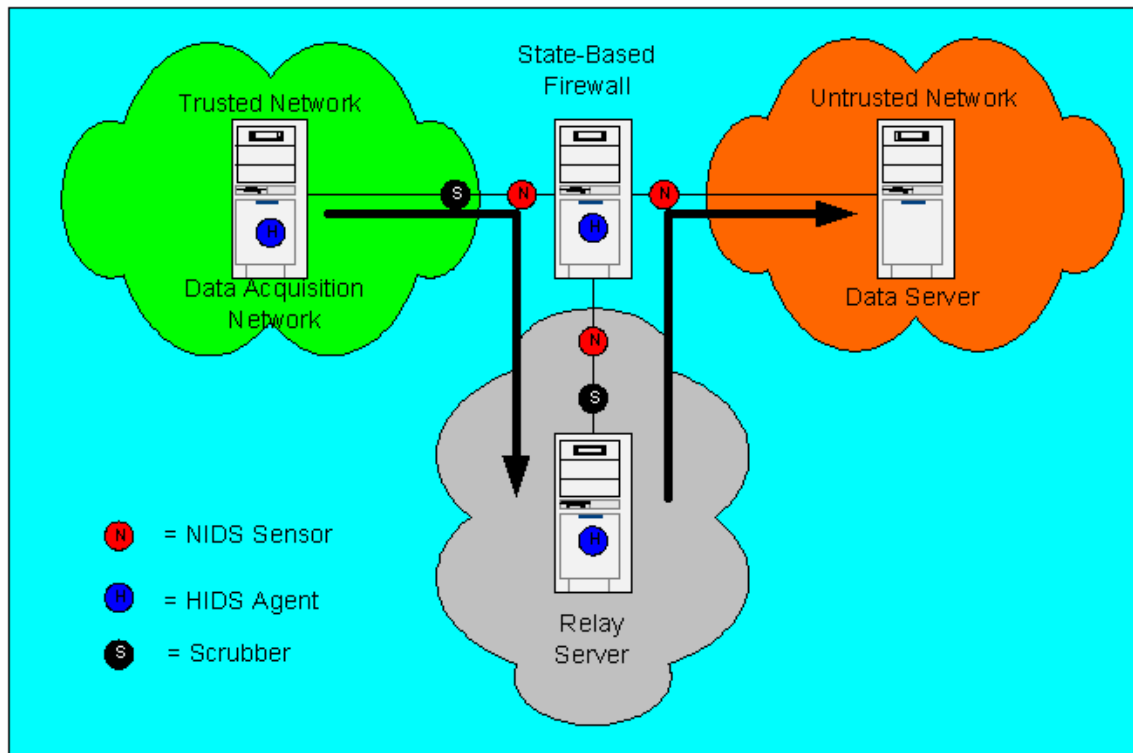 State-Based
Firewall
Trusted Network
Untrusted Network
S
N
N
H
H
Data Acquisition
Network
Data Server
N
S
N
= NIDS Sensor
H
H
= HIDS Agent
S
= Scrubber
Relay
Server